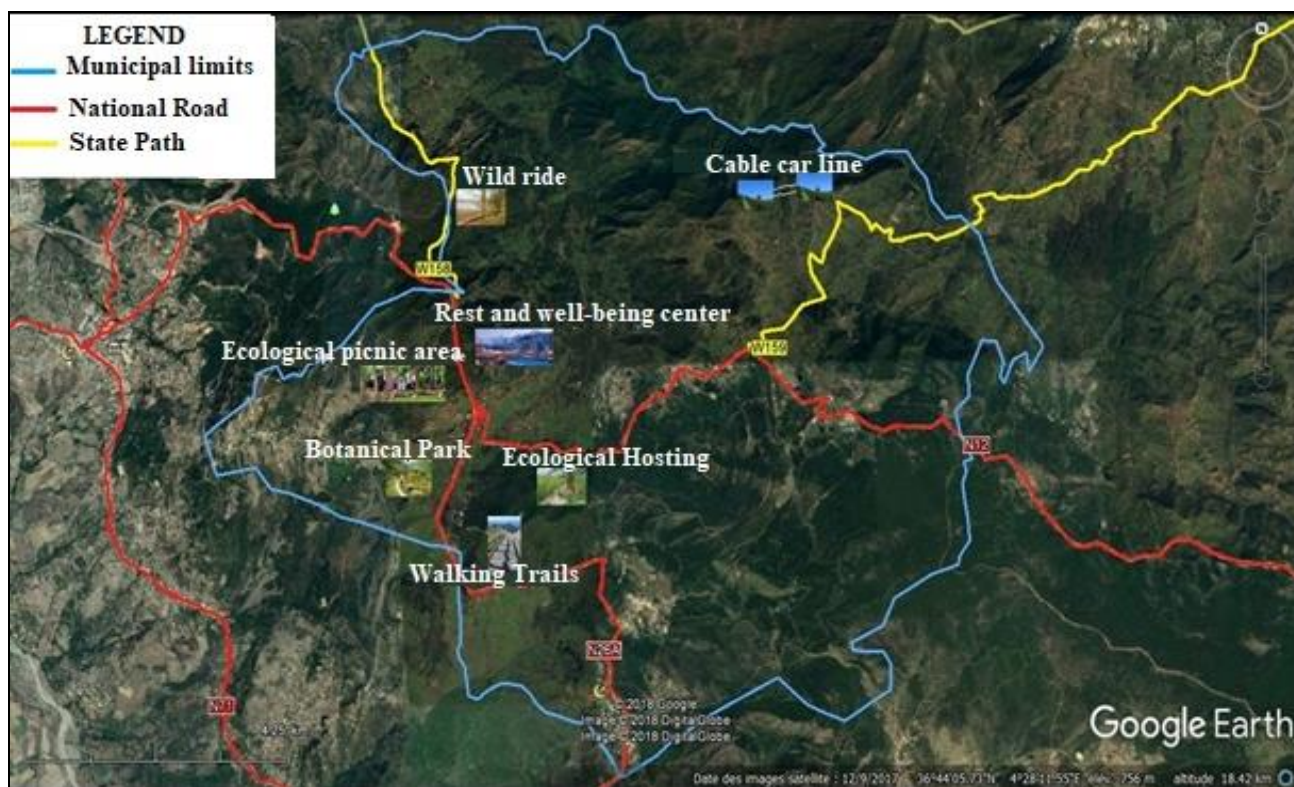 LEGEND
Municipal limits
National Road
State Path
Cable car line
Wild ride
W158
Rest and well-being center
W159
Ecological picnic area
Botanical Park
Ecological Hosting
N12
Walking Trails
© 2018 Google
Image © 2018 DigitalGlobe
Image © 2018 DigitalGlobe
Google Earth
Date des images satellite : 12/9/2017 36°44'05.73"N 4°28'11.55"E élév. 756 m altitude 18.42 km